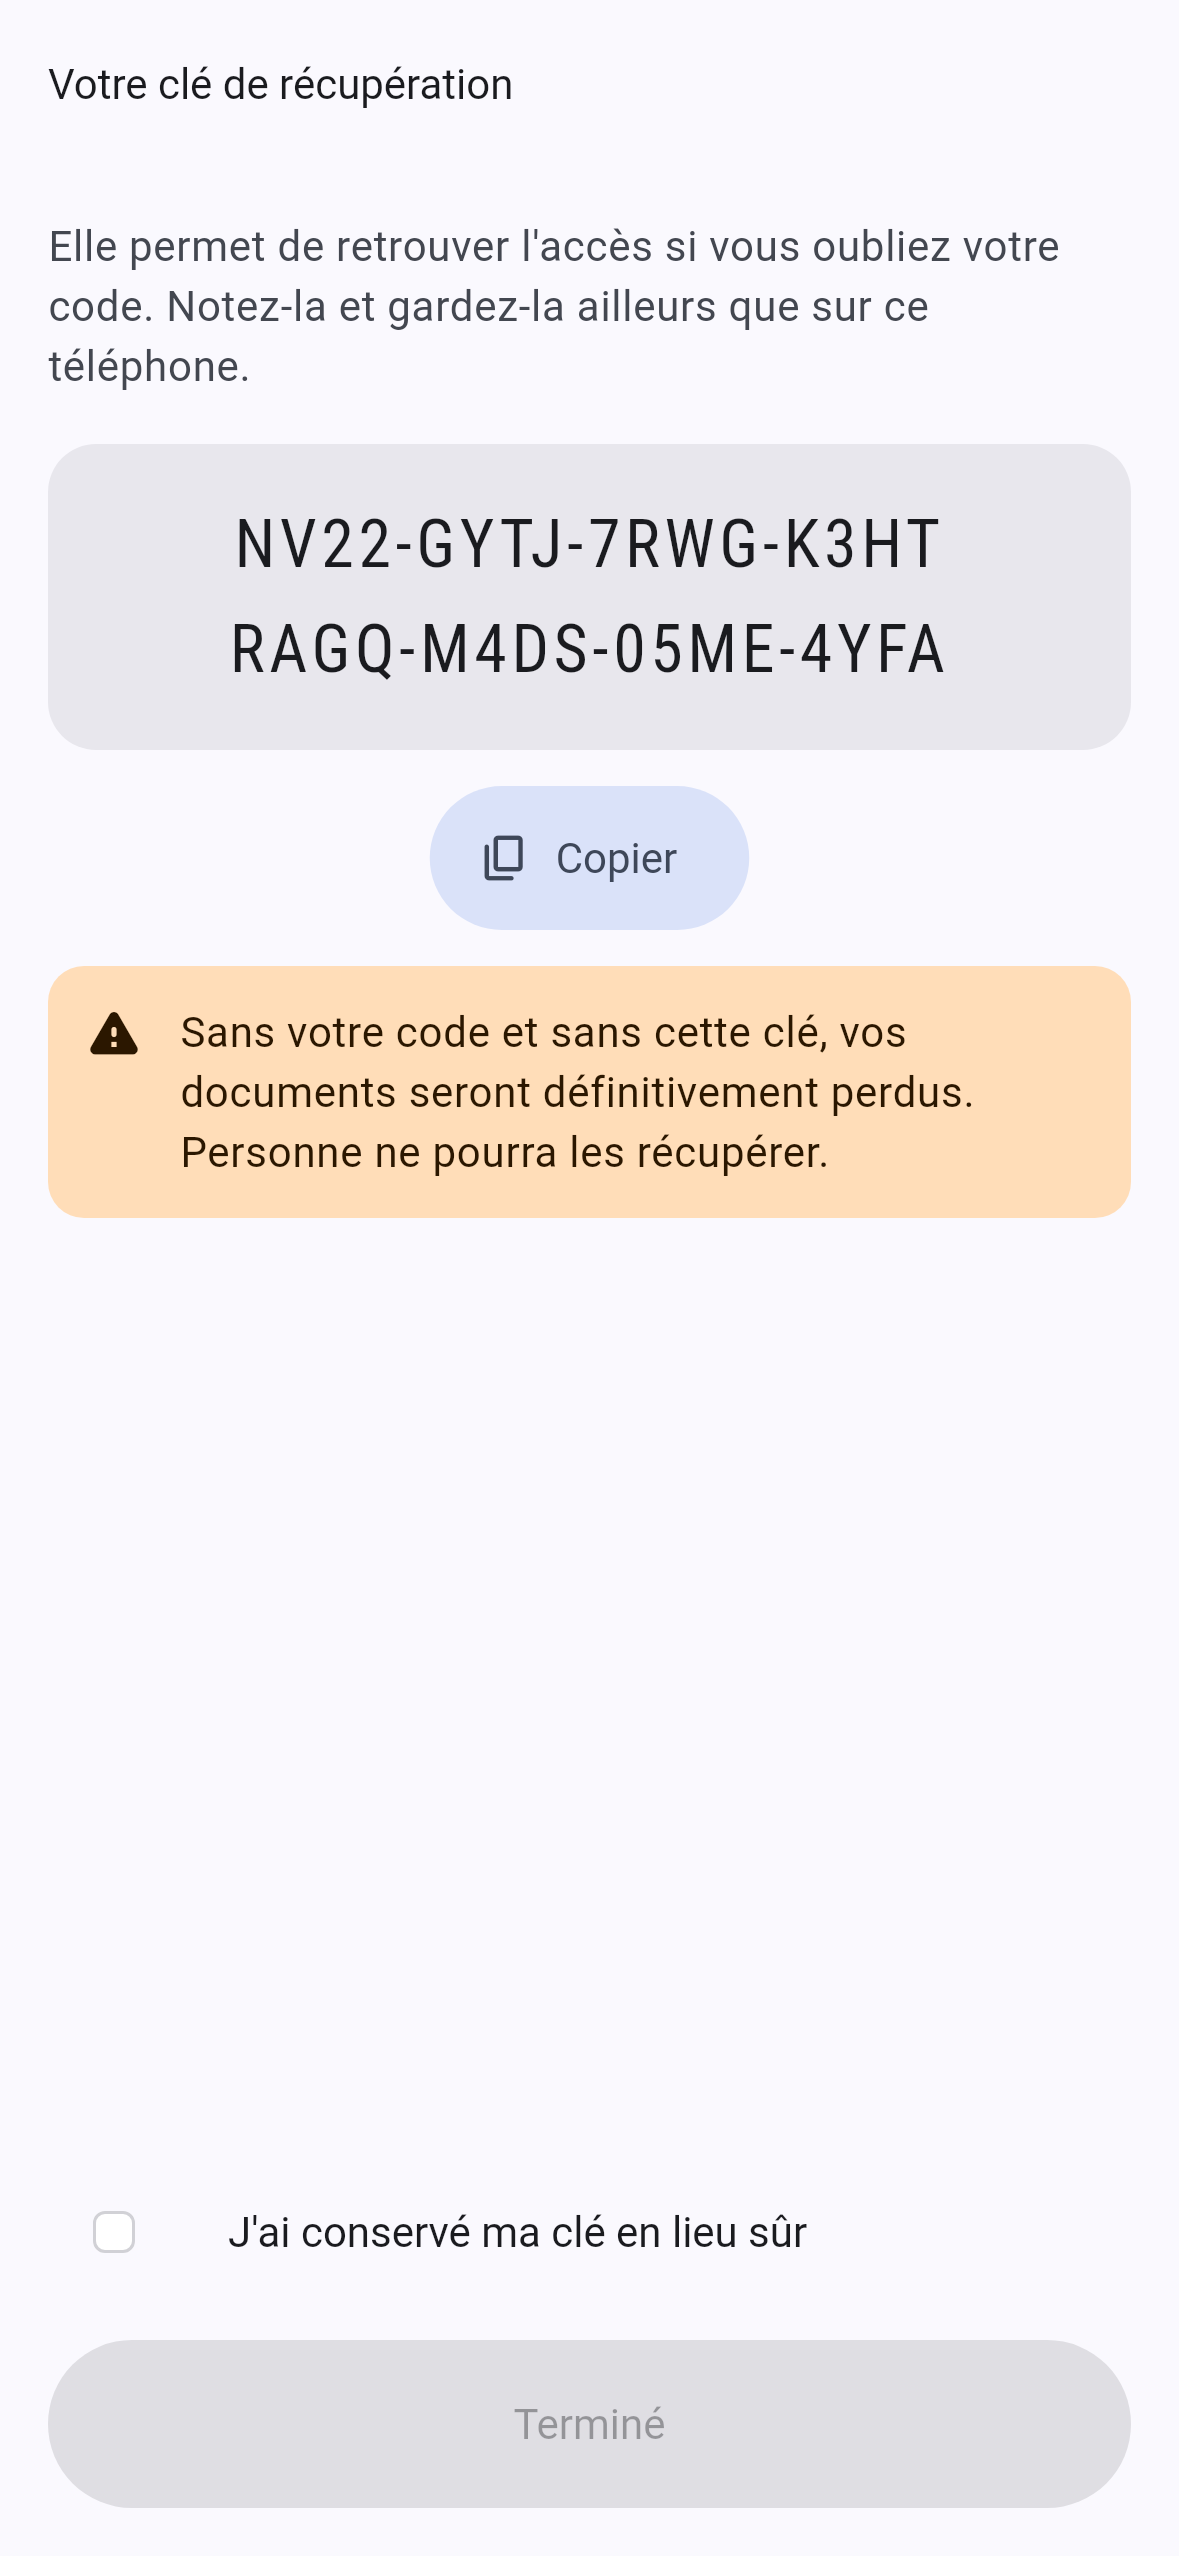 Votre clé de récupération
Elle permet de retrouver l'accès si vous oubliez votre
code. Notez-la et gardez-la ailleurs que sur ce
téléphone.
NV22-GYTJ-7RWG-K3HT
RAGQ-M4DS-05ME-4YFA
Copier
Sans votre code et sans cette clé, vos
documents seront définitivement perdus.
Personne ne pourra les récupérer.
J'ai conservé ma clé en lieu sûr
Terminé